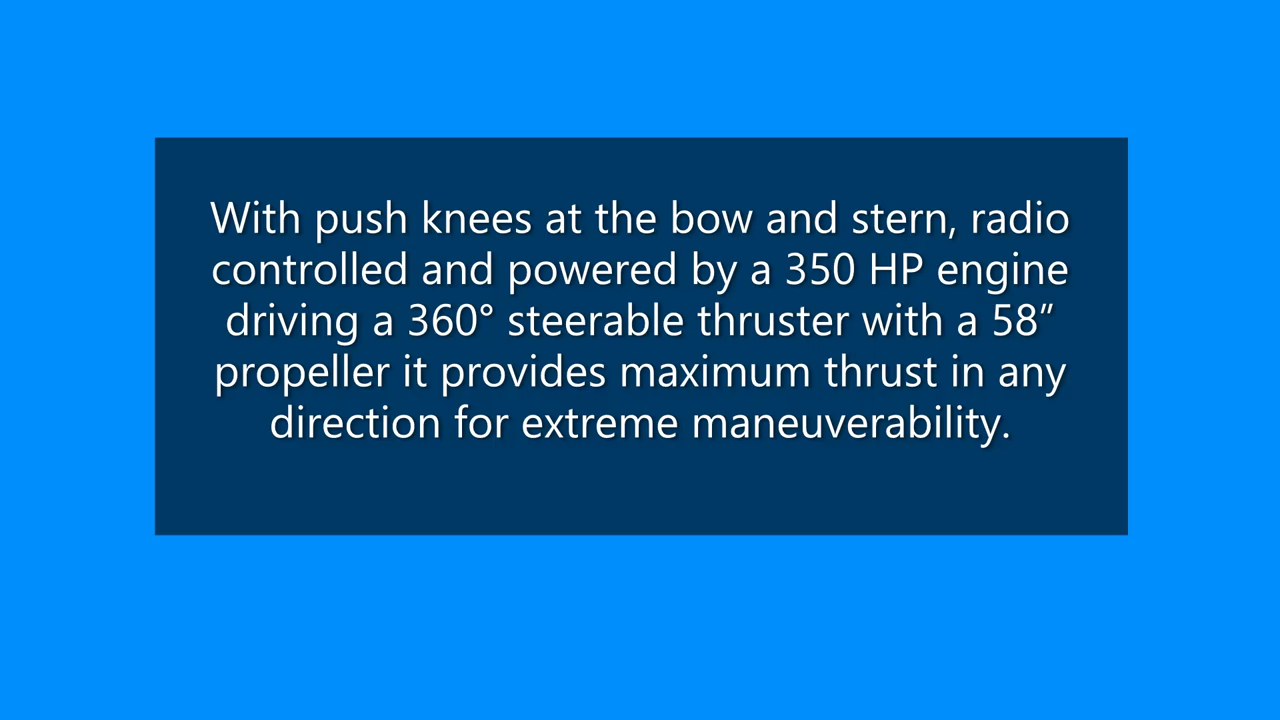 With push knees at the bow and stern, radio
controlled and powered by a 350 HP engine
driving a 360° steerable thruster with a 58”
propeller it provides maximum thrust in any
direction for extreme maneuverability.